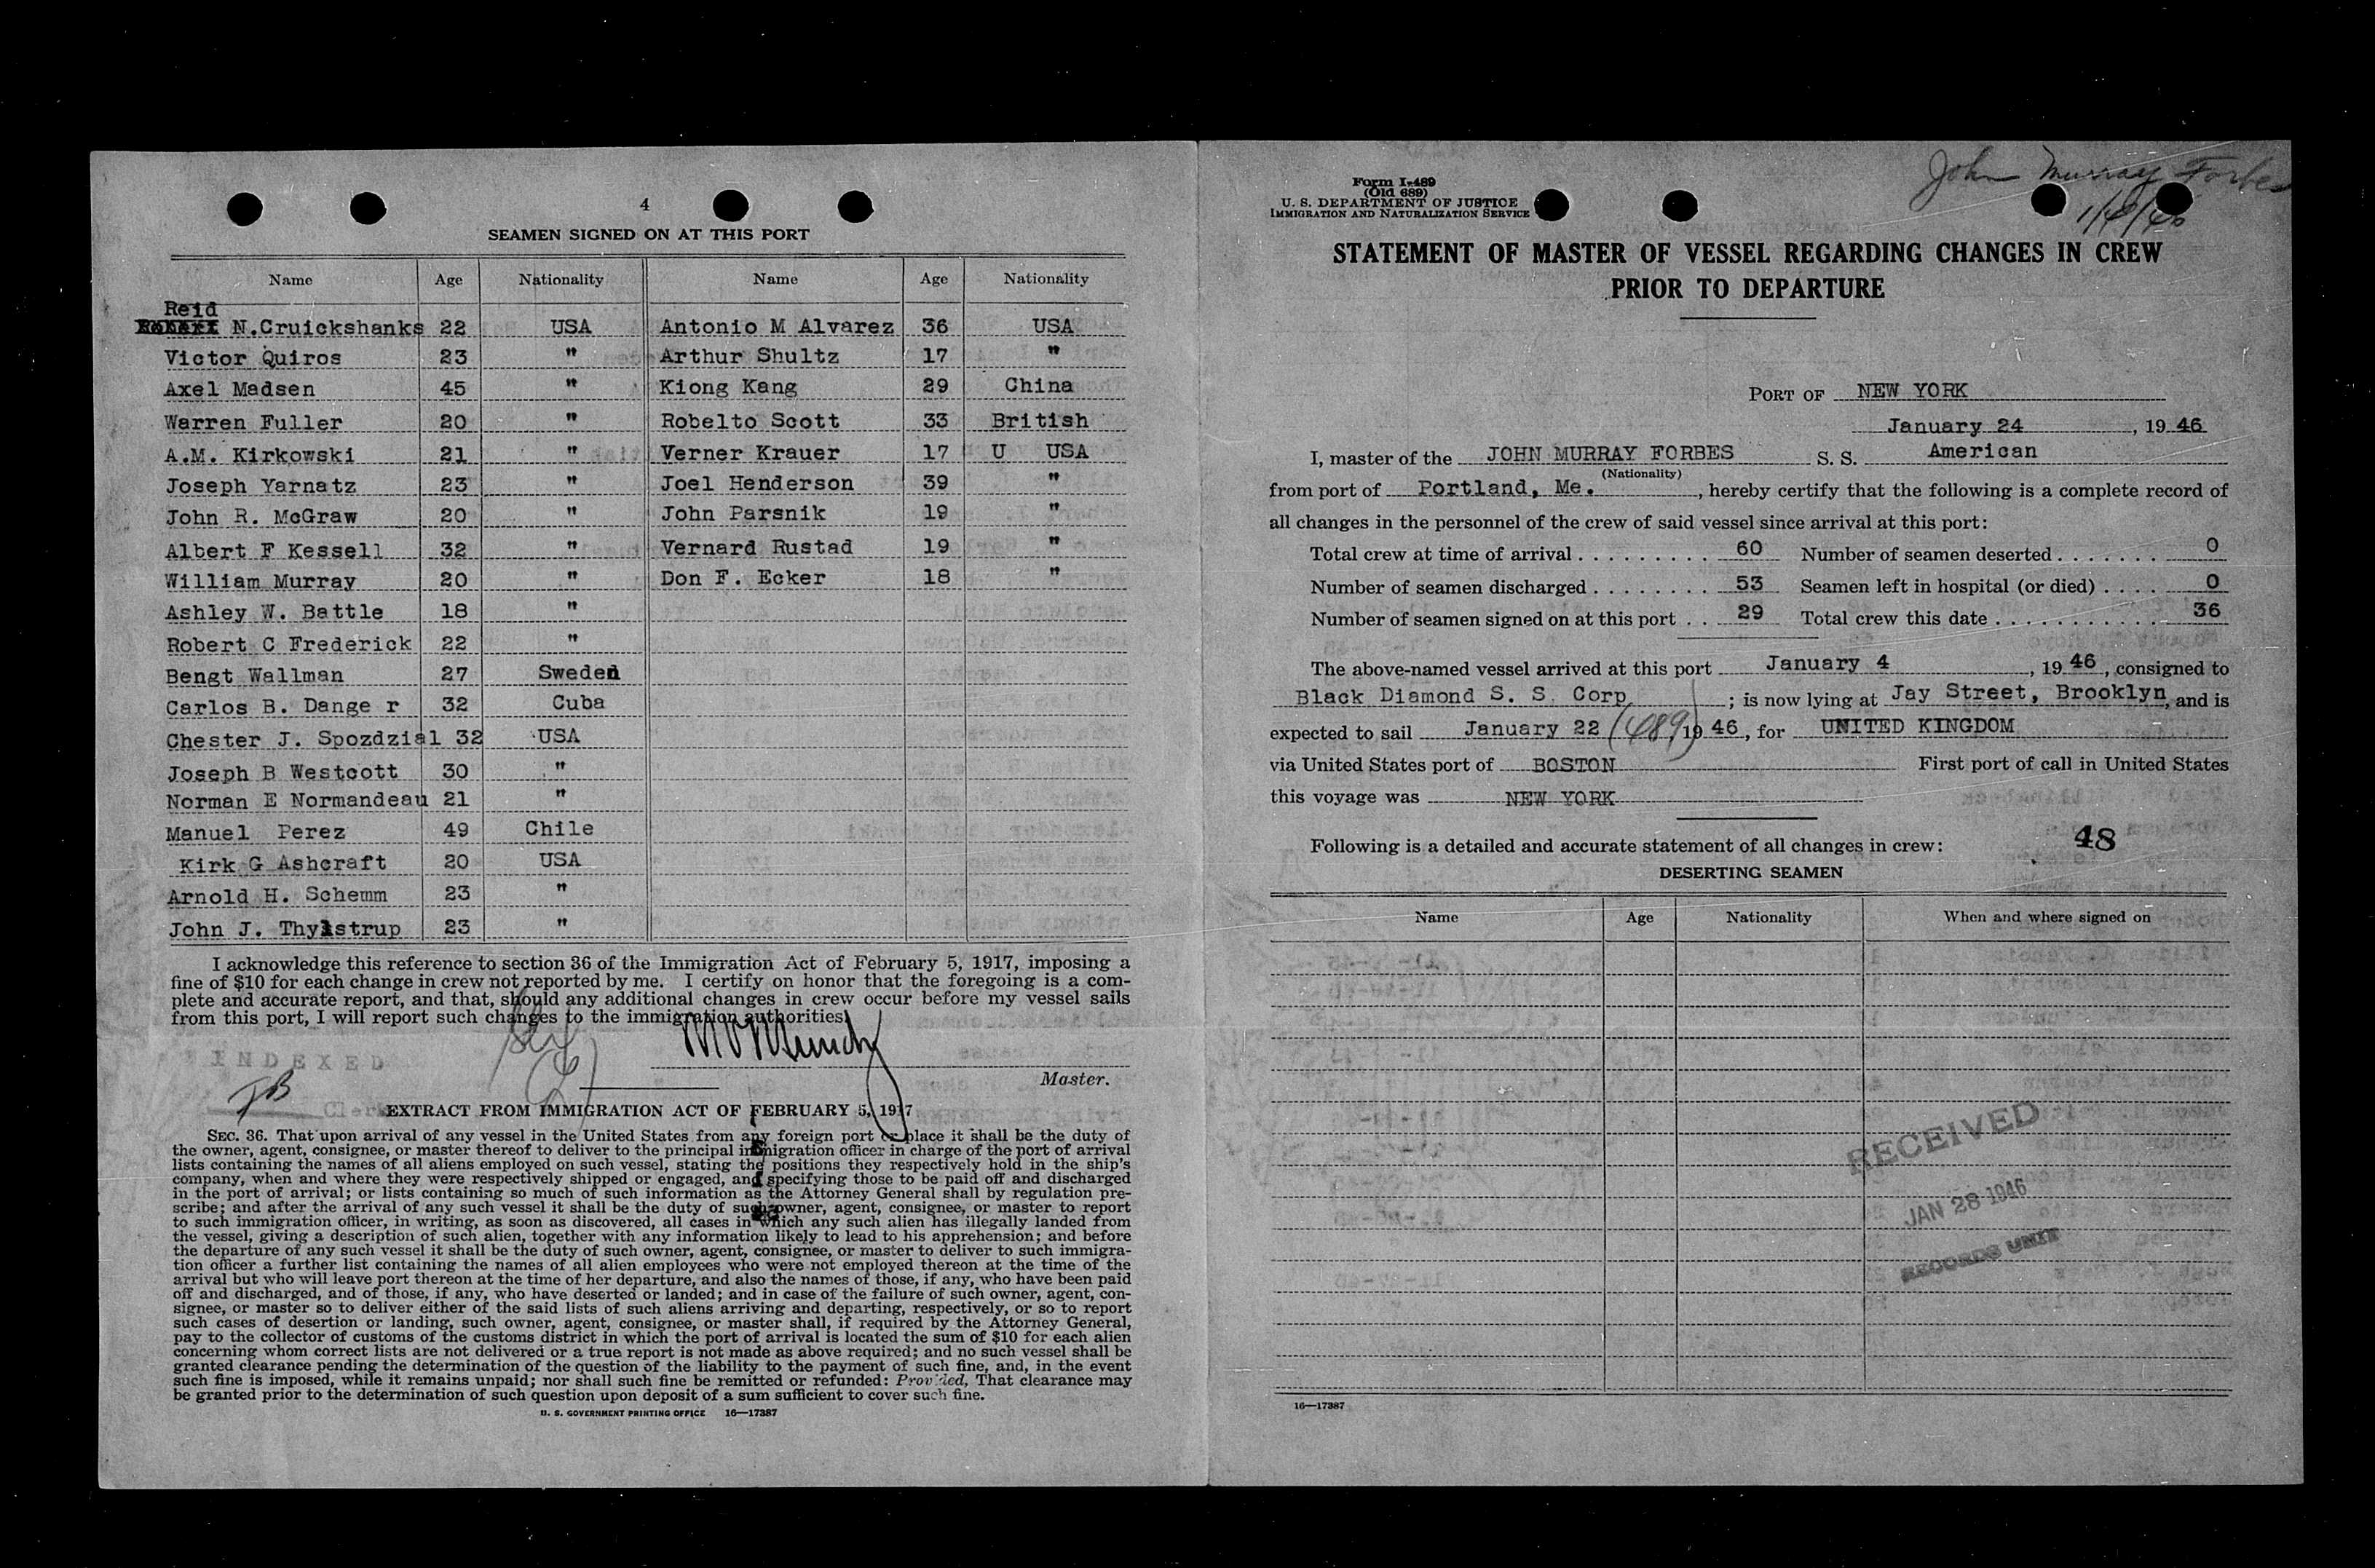 4
SEAMEN SIGNED ON AT THIS PORT
Name Age Nationality Name Age Nationality
Reid
N.Cruickshanks 22 USA Antonio M Alvarez 36 USA
Victor Quiros 23 " Arthur Shultz 17 "
Axel Madsen 45 " Kiong Kang 29 China
Warren Fuller 20 " Robelto Scott 33 British
A.M. Kirkowski 21 " Verner Krauer 17 U USA
Joseph Yarnatz 23 " Joel Henderson 39 "
John R. McGraw 20 " John Parsnik 19 "
Albert F Kessell 32 " Vernard Rustad 19 "
William Murray 20 " Don F. Ecker 18 "
Ashley W. Battle 18 "
Robert C Frederick 22 "
Bengt Wallman 27 Sweden
Carlos B. Dange r 32 Cuba
Chester J. Spozdzial 32 USA
Joseph B Westcott 30 "
Norman E Normandeau 21 "
Manuel Perez 49 Chile
Kirk G Ashcraft 20 USA
Arnold H. Schemm 23 "
John J. Thylstrup 23 "
I acknowledge this reference to section 36 of the Immigration Act of February 5, 1917, imposing a
fine of $10 for each change in crew not reported by me. I certify on honor that the foregoing is a com-
plete and accurate report, and that, should any additional changes in crew occur before my vessel sails
from this port, I will report such changes to the immigration authorities.
INDEXED
Master.
JB
Clerk
EXTRACT FROM IMMIGRATION ACT OF FEBRUARY 5, 1917
SEC. 36. That upon arrival of any vessel in the United States from any foreign port or place it shall be the duty of
the owner, agent, consignee, or master thereof to deliver to the principal immigration officer in charge of the port of arrival
lists containing the names of all aliens employed on such vessel, stating the positions they respectively hold in the ship's
company, when and where they were respectively shipped or engaged, and specifying those to be paid off and discharged
in the port of arrival; or lists containing so much of such information as the Attorney General shall by regulation pre-
scribe; and after the arrival of any such vessel it shall be the duty of such owner, agent, consignee, or master to report
to such immigration officer, in writing, as soon as discovered, all cases in which any such alien has illegally landed from
the vessel, giving a description of such alien, together with any information likely to lead to his apprehension; and before
the departure of any such vessel it shall be the duty of such owner, agent, consignee, or master to deliver to such immigra-
tion officer a further list containing the names of all alien employees who were not employed thereon at the time of the
arrival but who will leave port thereon at the time of her departure, and also the names of those, if any, who have been paid
off and discharged, and of those, if any, who have deserted or landed; and in case of the failure of such owner, agent, con-
signee, or master so to deliver either of the said lists of such aliens arriving and departing, respectively, or so to report
such cases of desertion or landing, such owner, agent, consignee, or master shall, if required by the Attorney General,
pay to the collector of customs of the customs district in which the port of arrival is located the sum of $10 for each alien
concerning whom correct lists are not delivered or a true report is not made as above required; and no such vessel shall be
granted clearance pending the determination of the question of the liability to the payment of such fine, and, in the event
such fine is imposed, while it remains unpaid; nor shall such fine be remitted or refunded: Provided, That clearance may
be granted prior to the determination of such question upon deposit of a sum sufficient to cover such fine.
U. S. GOVERNMENT PRINTING OFFICE 16—17387
John Murray Forbes
1/4/46
Form I-489
(Old 689)
U. S. DEPARTMENT OF JUSTICE
IMMIGRATION AND NATURALIZATION SERVICE
STATEMENT OF MASTER OF VESSEL REGARDING CHANGES IN CREW
PRIOR TO DEPARTURE
PORT OF NEW YORK
January 24, 19 46
I, master of the JOHN MURRAY FORBES S. S. American
(Nationality)
from port of Portland, Me., hereby certify that the following is a complete record of
all changes in the personnel of the crew of said vessel since arrival at this port:
Total crew at time of arrival 60 Number of seamen deserted 0
Number of seamen discharged 53 Seamen left in hospital (or died) 0
Number of seamen signed on at this port 29 Total crew this date 36
The above-named vessel arrived at this port January 4, 19 46, consigned to
Black Diamond S. S. Corp; is now lying at Jay Street, Brooklyn, and is
expected to sail January 22 (489) 19 46, for UNITED KINGDOM
via United States port of BOSTON First port of call in United States
this voyage was NEW YORK
Following is a detailed and accurate statement of all changes in crew: 48
DESERTING SEAMEN
Name Age Nationality When and where signed on
RECEIVED
JAN 28 1946
RECORDS UNIT
16—17387